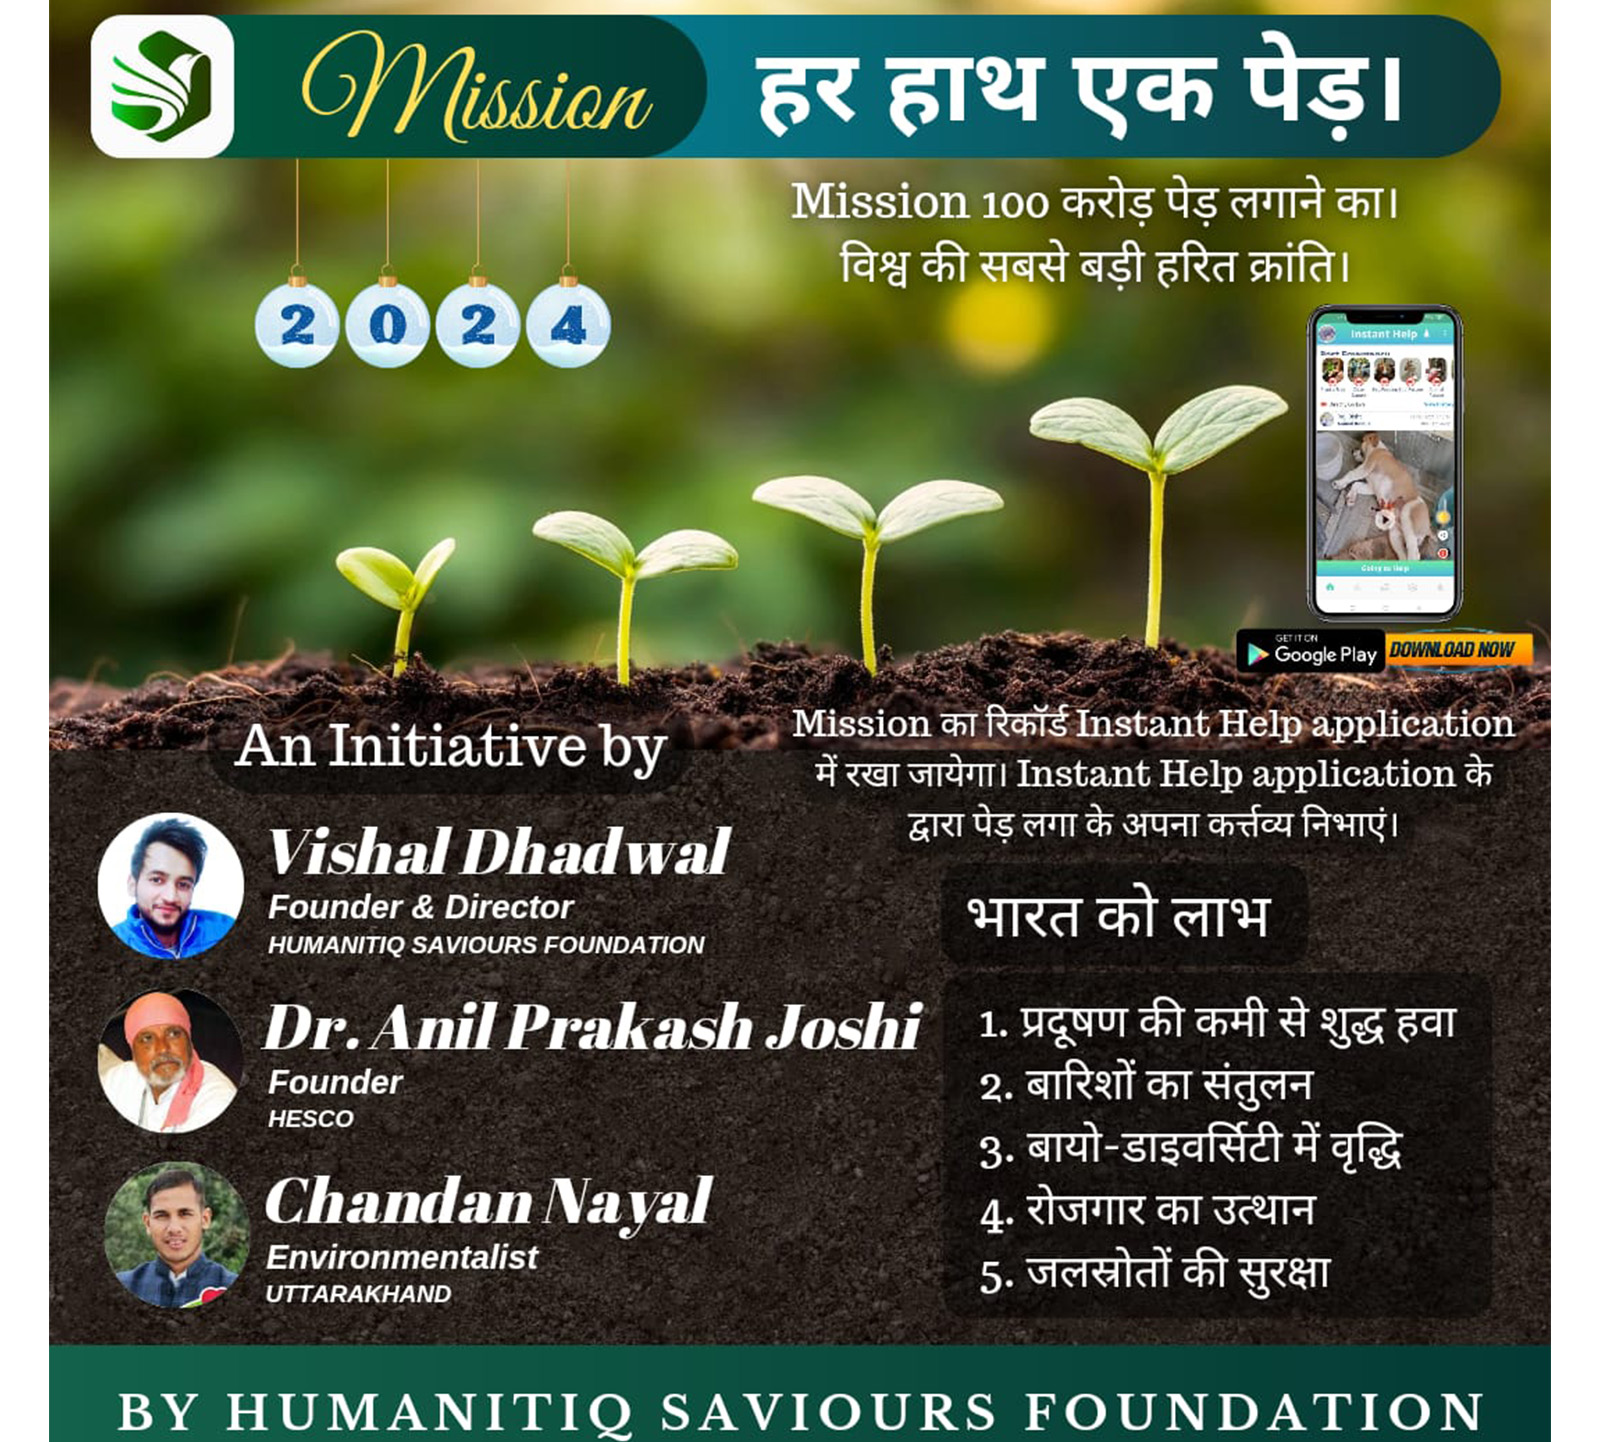 Mission
हर हाथ एक पेड़।
Mission 100 करोड़ पेड़ लगाने का।
विश्व की सबसे बड़ी हरित क्रांति।
2024
Instant Help
Going to Help
GET IT ON
Google Play
DOWNLOAD NOW
An Initiative by
Vishal Dhadwal
Founder & Director
HUMANITIQ SAVIOURS FOUNDATION
Dr. Anil Prakash Joshi
Founder
HESCO
Chandan Nayal
Environmentalist
UTTARAKHAND
Mission का रिकॉर्ड Instant Help application
में रखा जायेगा। Instant Help application के
द्वारा पेड़ लगा के अपना कर्त्तव्य निभाएं।
भारत को लाभ
1. प्रदूषण की कमी से शुद्ध हवा
2. बारिशों का संतुलन
3. बायो-डाइवर्सिटी में वृद्धि
4. रोजगार का उत्थान
5. जलस्रोतों की सुरक्षा
BY HUMANITIQ SAVIOURS FOUNDATION